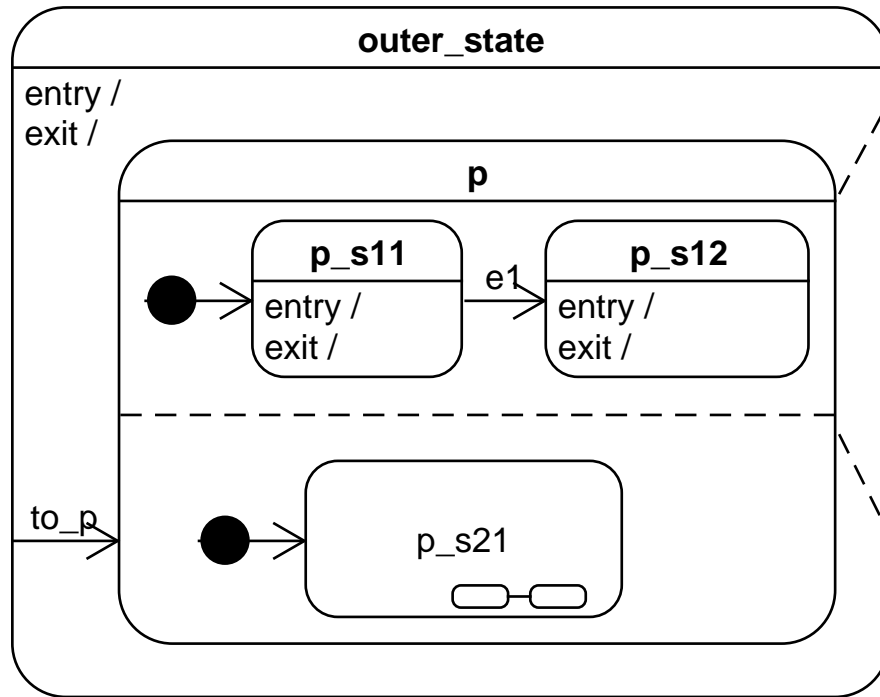 outer_state
entry /
exit /
p
p_s11
entry /
exit /
e1
p_s12
entry /
exit /
to_p
p_s21